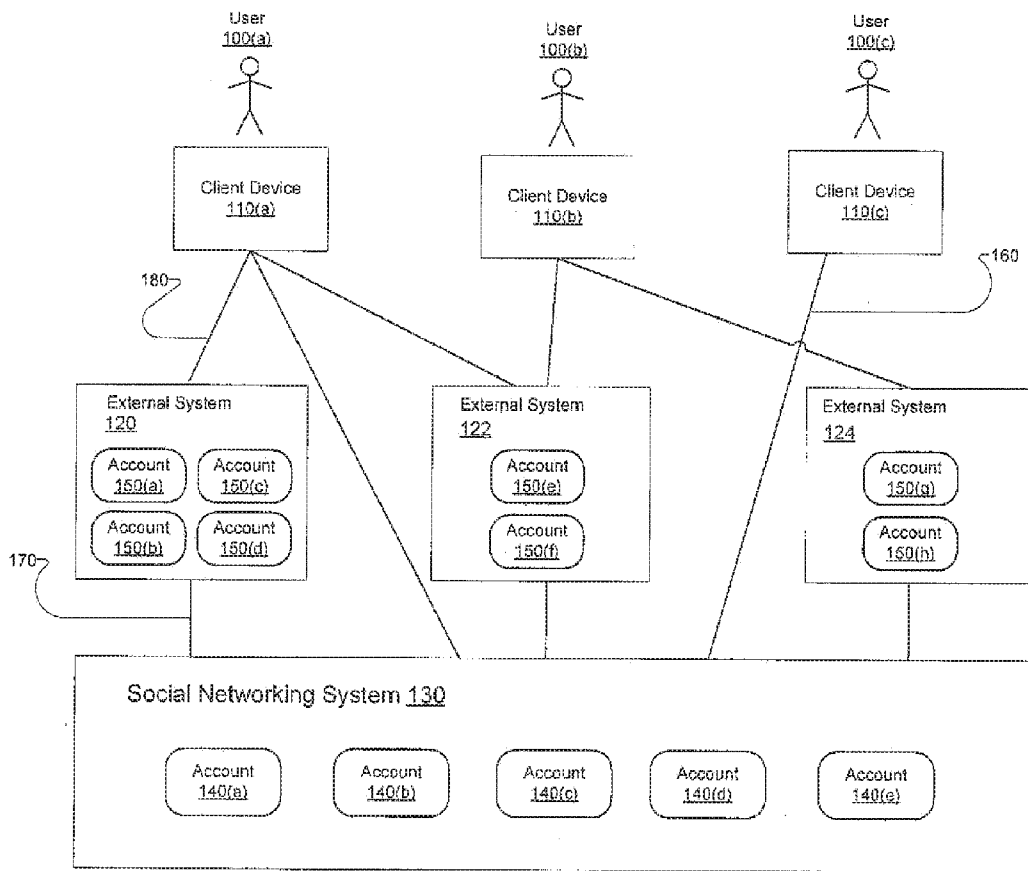 User
100(a)
User
100(b)
User
100(c)
Client Device
110(a)
Client Device
110(b)
Client Device
110(c)
180
160
External System
120
Account
150(a)
Account
150(c)
Account
150(b)
Account
150(d)
External System
122
Account
150(e)
Account
150(f)
External System
124
Account
150(g)
Account
150(h)
170
Social Networking System 130
Account
140(a)
Account
140(b)
Account
140(c)
Account
140(d)
Account
140(e)